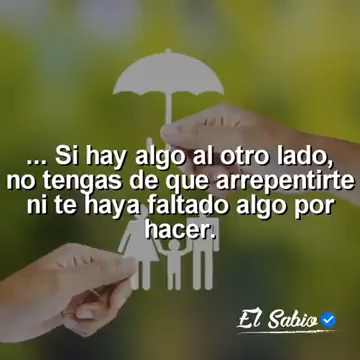 ... Si hay algo al otro lado,
no tengas de que arrepentirte
ni te haya faltado algo por
hacer.
El Sabio